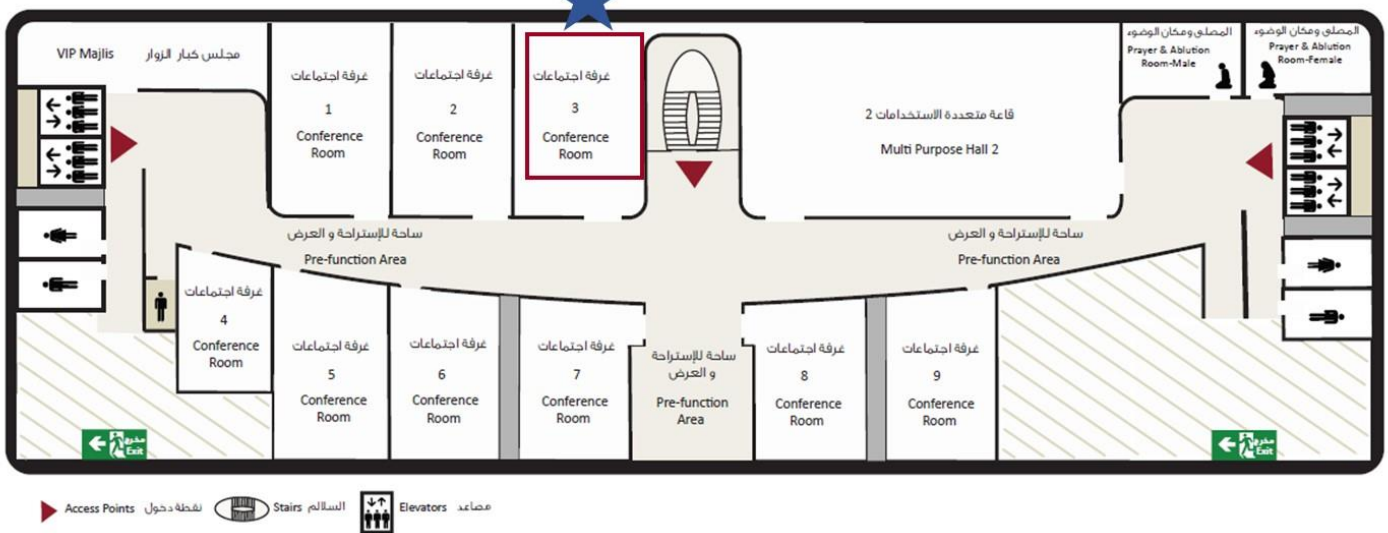 VIP Majlis مجلس كبار الزوار
غرفة اجتماعات
1
Conference
Room
غرفة اجتماعات
2
Conference
Room
غرفة اجتماعات
3
Conference
Room
قاعة متعددة الاستخدامات 2
Multi Purpose Hall 2
المصلى ومكان الوضوء
Prayer & Ablution
Room-Male
المصلى ومكان الوضوء
Prayer & Ablution
Room-Female
ساحة للإستراحة و العرض
Pre-function Area
ساحة للإستراحة و العرض
Pre-function Area
غرفة اجتماعات
4
Conference
Room
غرفة اجتماعات
5
Conference
Room
غرفة اجتماعات
6
Conference
Room
غرفة اجتماعات
7
Conference
Room
ساحة للإستراحة
و العرض
Pre-function
Area
غرفة اجتماعات
8
Conference
Room
غرفة اجتماعات
9
Conference
Room
مخرج
Exit
مخرج
Exit
Access Points نقطة دخول Stairs السلالم Elevators مصاعد